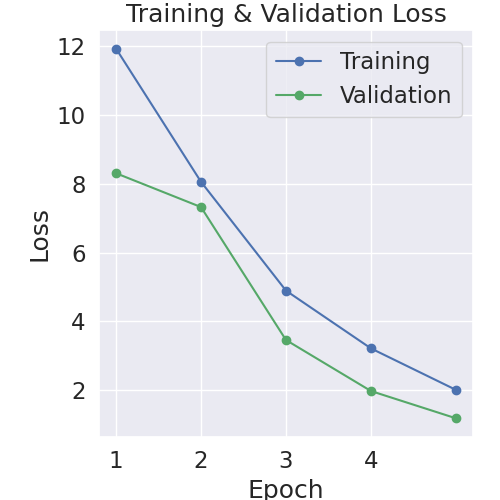 Training & Validation Loss
Training
Validation
12
10
8
6
4
2
Loss
1 2 3 4
Epoch